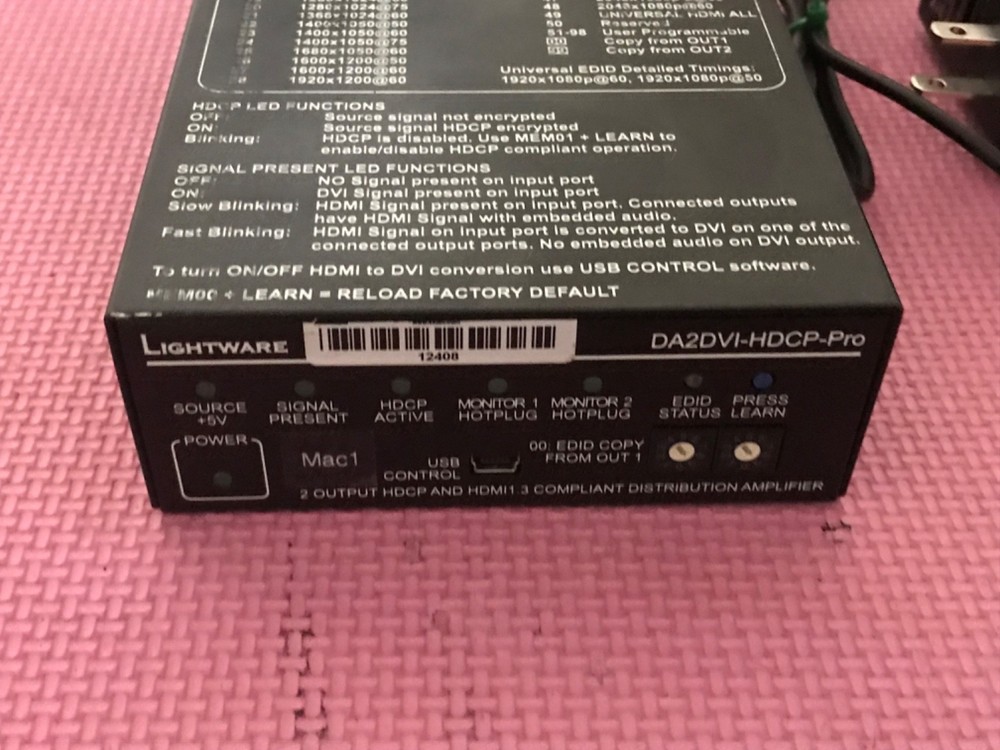 1366x1024@60
1400x1050@60
1400x1050@75
1680x1050@60
1600x1200@50
1600x1200@60
1920x1200@60
49 UNIVERSAL HDMI ALL
50 Reserved
51-98 User Programmable
Copy from OUT1
Copy from OUT2
Universal EDID Detailed Timings:
1920x1080p@60, 1920x1080p@50
HDCP LED FUNCTIONS
OFF: Source signal not encrypted
ON: Source signal HDCP encrypted
Blinking: HDCP is disabled. Use MEM01 + LEARN to
enable/disable HDCP compliant operation.
SIGNAL PRESENT LED FUNCTIONS
OFF: NO Signal present on input port
ON: DVI Signal present on input port
Slow Blinking: HDMI Signal present on input port. Connected outputs
have HDMI Signal with embedded audio.
Fast Blinking: HDMI Signal on input port is converted to DVI on one of the
connected output ports. No embedded audio on DVI output.
To turn ON/OFF HDMI to DVI conversion use USB CONTROL software.
MEM00 + LEARN = RELOAD FACTORY DEFAULT
LIGHTWARE
12408
DA2DVI-HDCP-Pro
SOURCE +5V
SIGNAL PRESENT
HDCP ACTIVE
MONITOR 1 HOTPLUG
MONITOR 2 HOTPLUG
EDID STATUS
PRESS LEARN
POWER
Mac1
USB CONTROL
00: EDID COPY
FROM OUT 1
2 OUTPUT HDCP AND HDMI1.3 COMPLIANT DISTRIBUTION AMPLIFIER